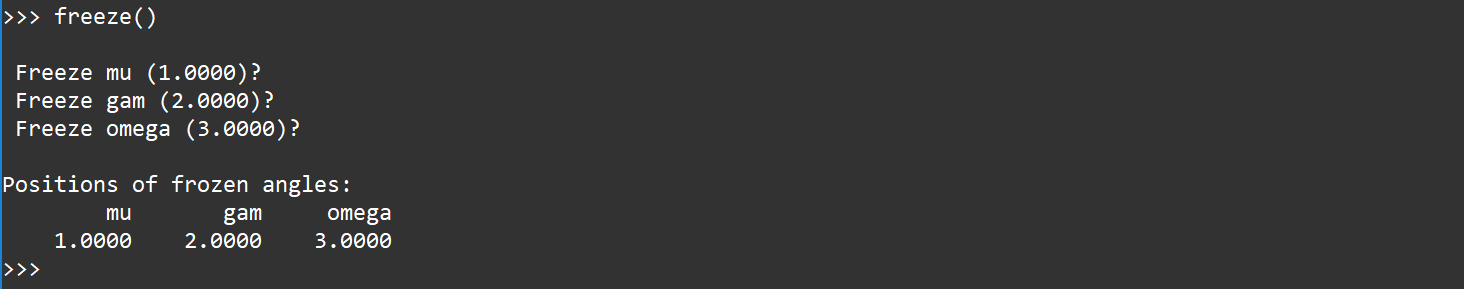 >>> freeze()
Freeze mu (1.0000)?
Freeze gam (2.0000)?
Freeze omega (3.0000)?
Positions of frozen angles:
mu gam omega
1.0000 2.0000 3.0000
>>>